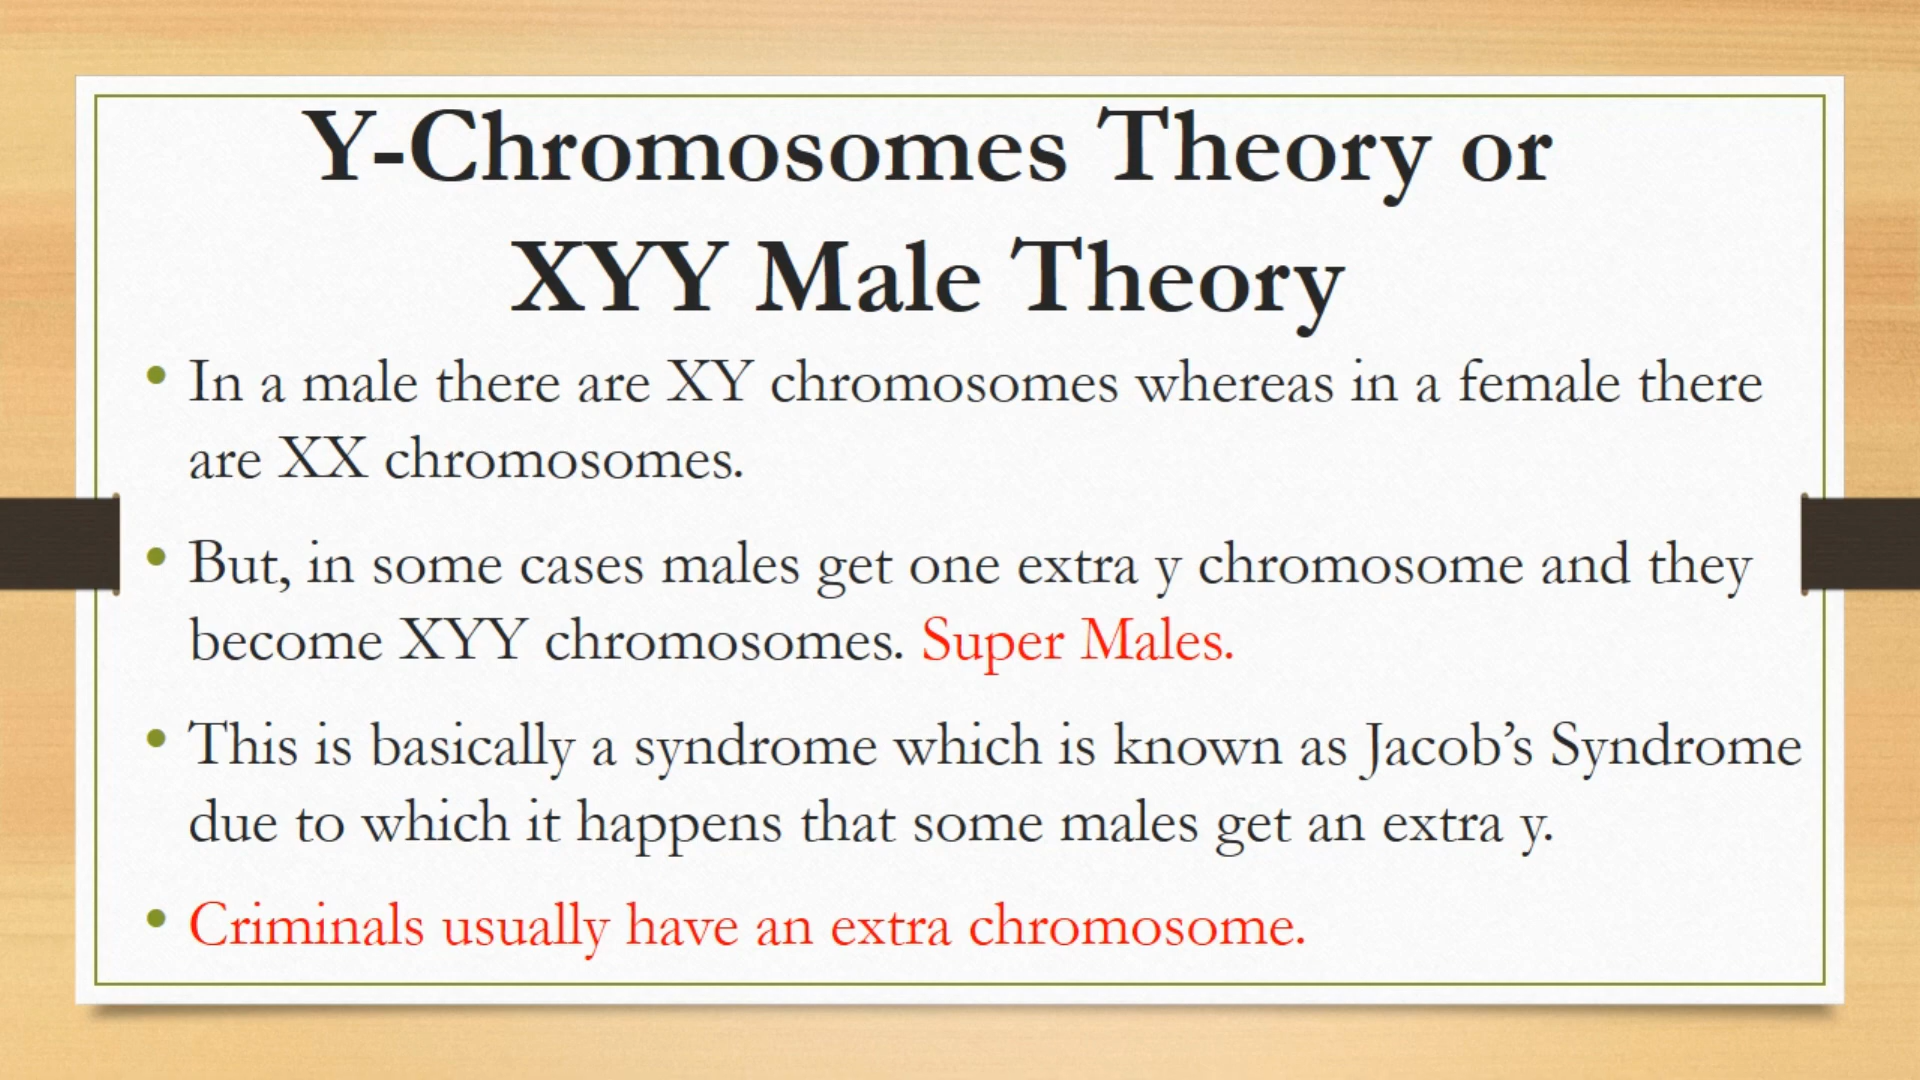 Y-Chromosomes Theory or
XYY Male Theory
• In a male there are XY chromosomes whereas in a female there
are XX chromosomes.
• But, in some cases males get one extra y chromosome and they
become XYY chromosomes. Super Males.
• This is basically a syndrome which is known as Jacob’s Syndrome
due to which it happens that some males get an extra y.
• Criminals usually have an extra chromosome.